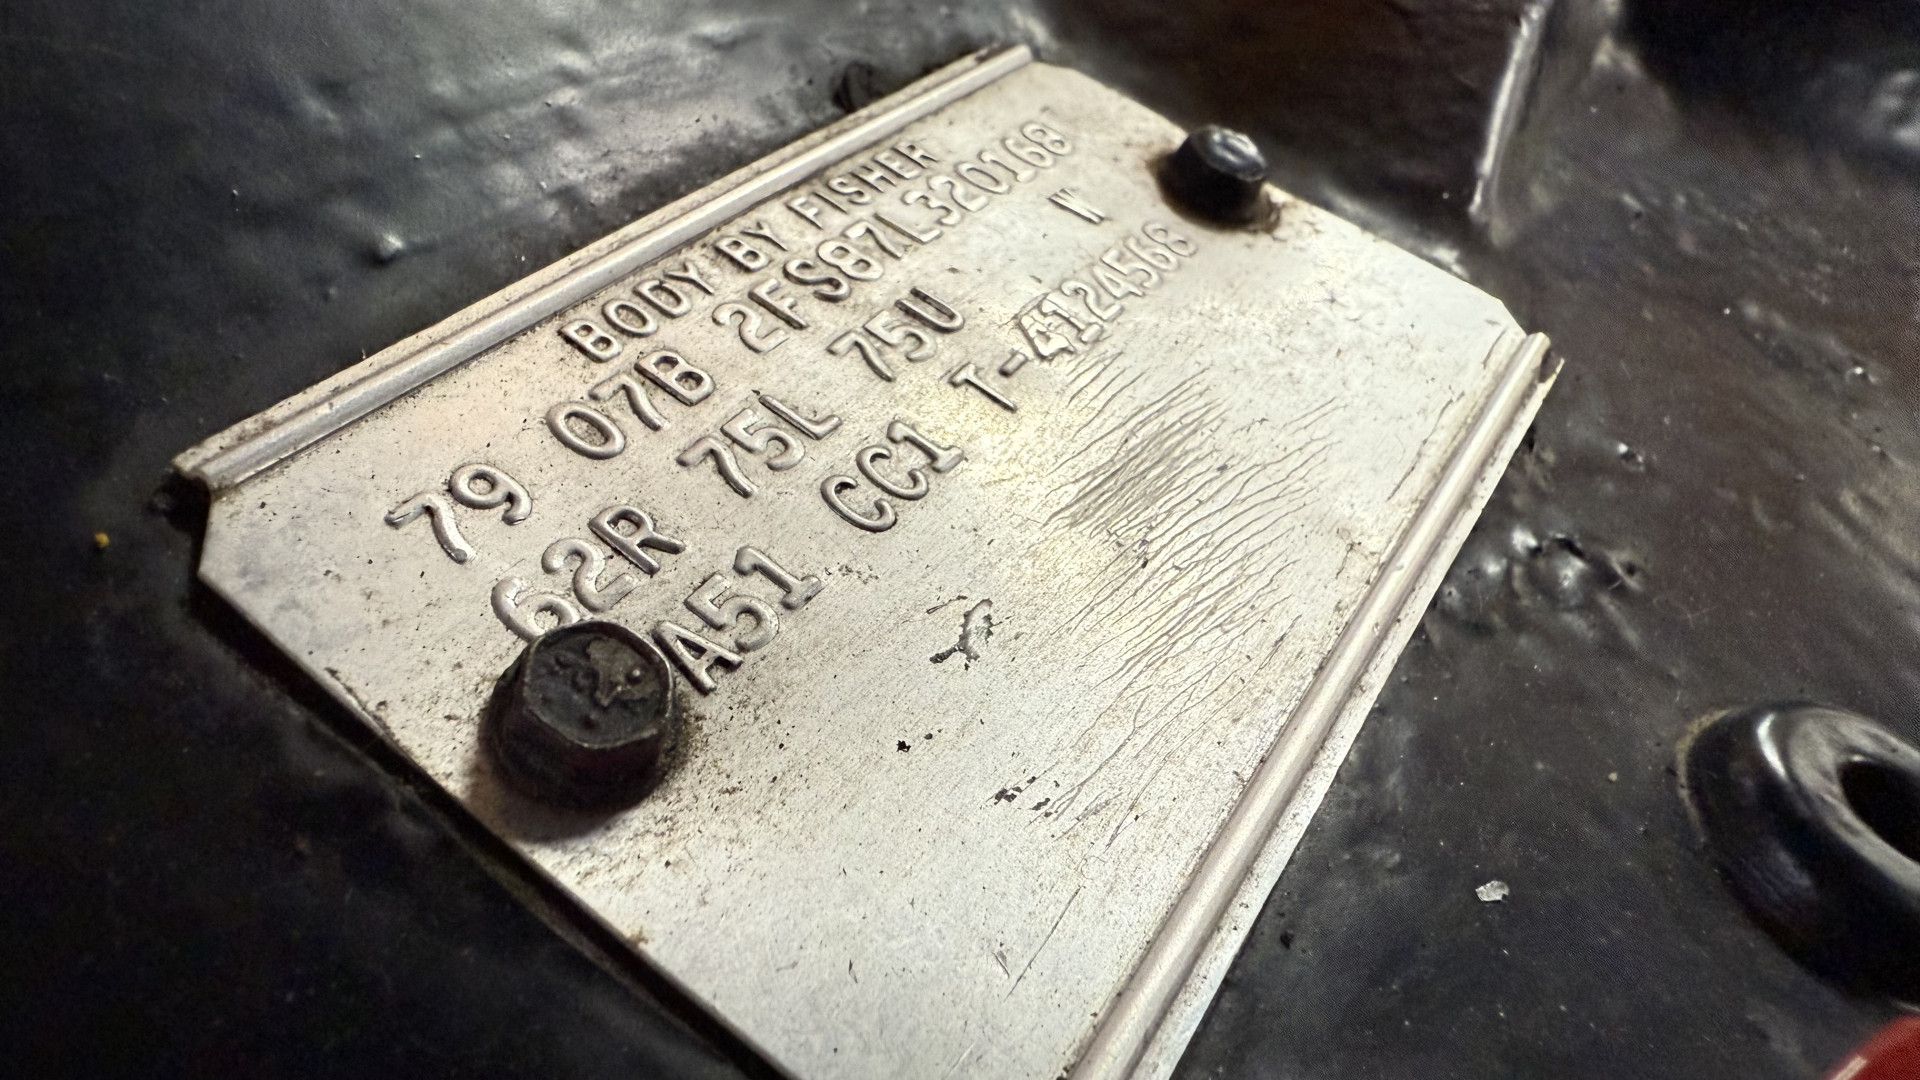 BODY BY FISHER
79 07B 2FS87L320168
62R 75L 75U W
A51 CC1 T-4124568